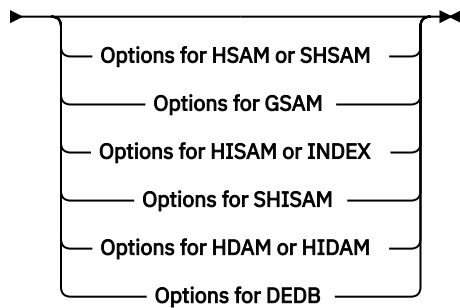 Options for HSAM or SHSAM
Options for GSAM
Options for HISAM or INDEX
Options for SHISAM
Options for HDAM or HIDAM
Options for DEDB